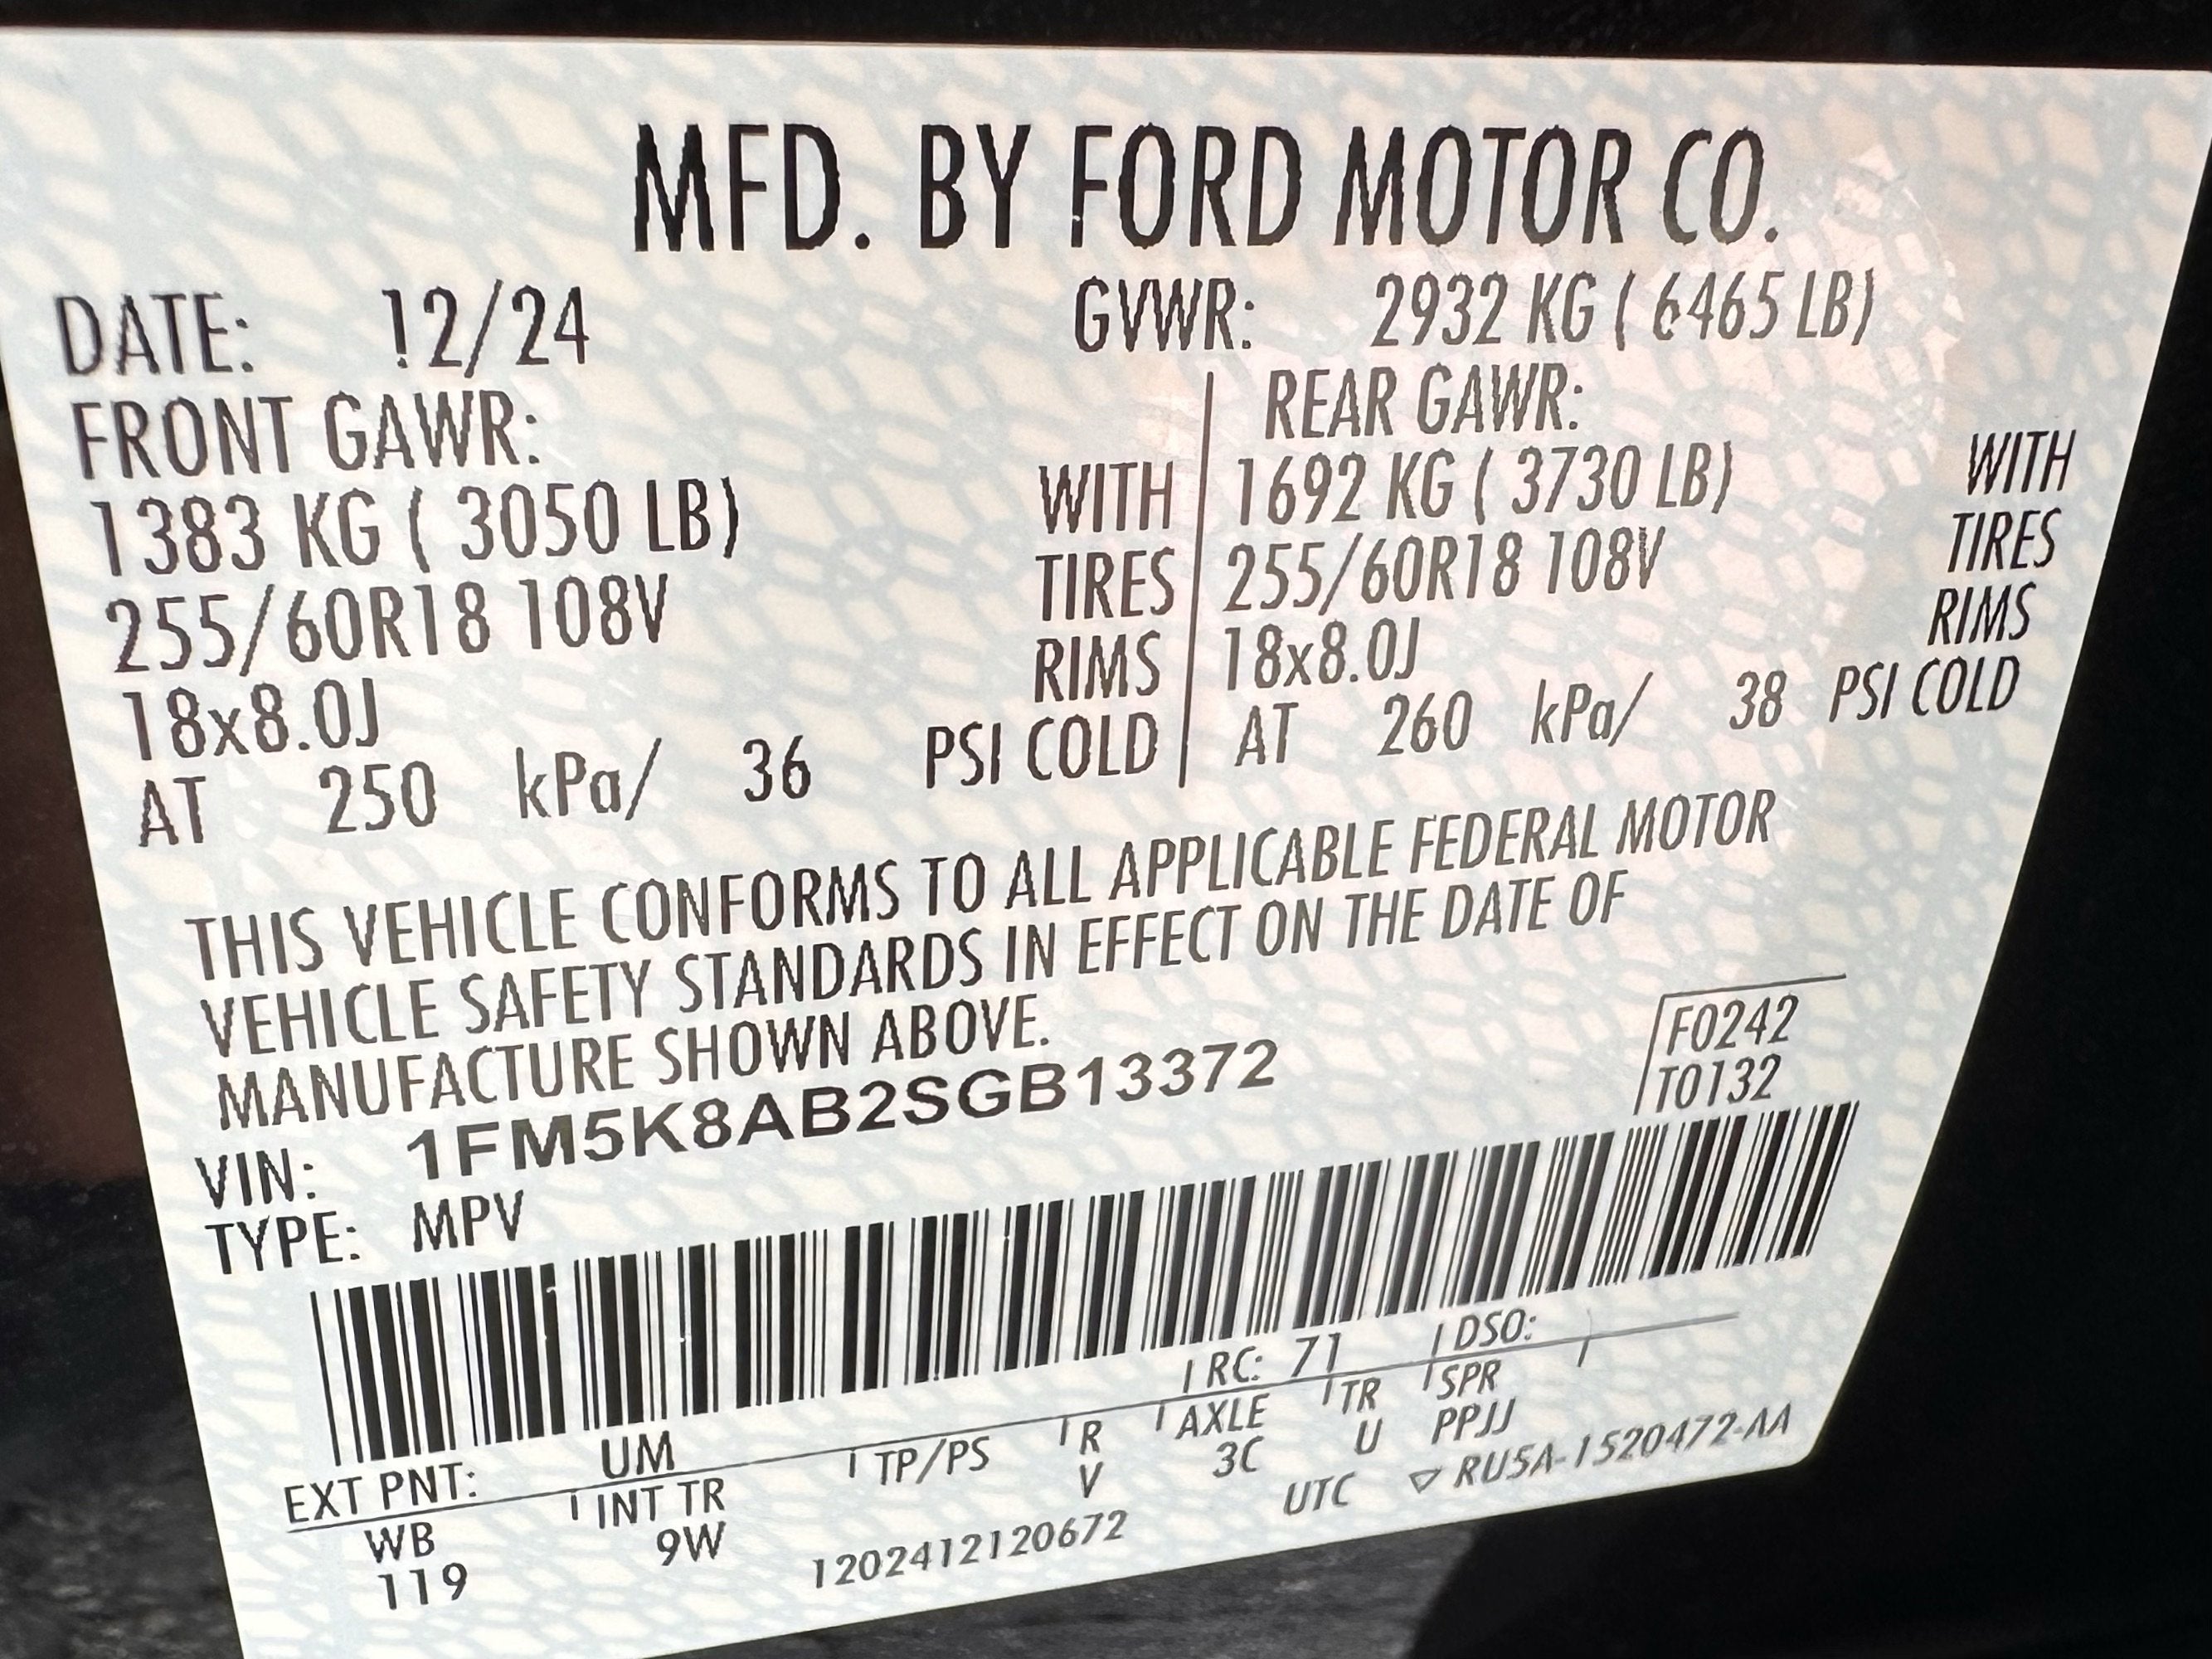 MFD. BY FORD MOTOR CO.
DATE: 12/24 GVWR: 2932 KG ( 6465 LB)
FRONT GAWR: REAR GAWR:
1383 KG ( 3050 LB) WITH 1692 KG ( 3730 LB) WITH
255/60R18 108V TIRES 255/60R18 108V TIRES
18x8.0J RIMS 18x8.0J RIMS
AT 250 kPa/ 36 PSI COLD AT 260 kPa/ 38 PSI COLD
THIS VEHICLE CONFORMS TO ALL APPLICABLE FEDERAL MOTOR
VEHICLE SAFETY STANDARDS IN EFFECT ON THE DATE OF
MANUFACTURE SHOWN ABOVE.
F0242
VIN: 1FM5K8AB2SGB13372
T0132
TYPE: MPV
EXT PNT: UM RC: 71 DSO:
WB INT TR TP/PS R AXLE TR SPR
119 9W V 3C U PPJJ
1202412120672 UTC ▽ RU5A-1520472-AA